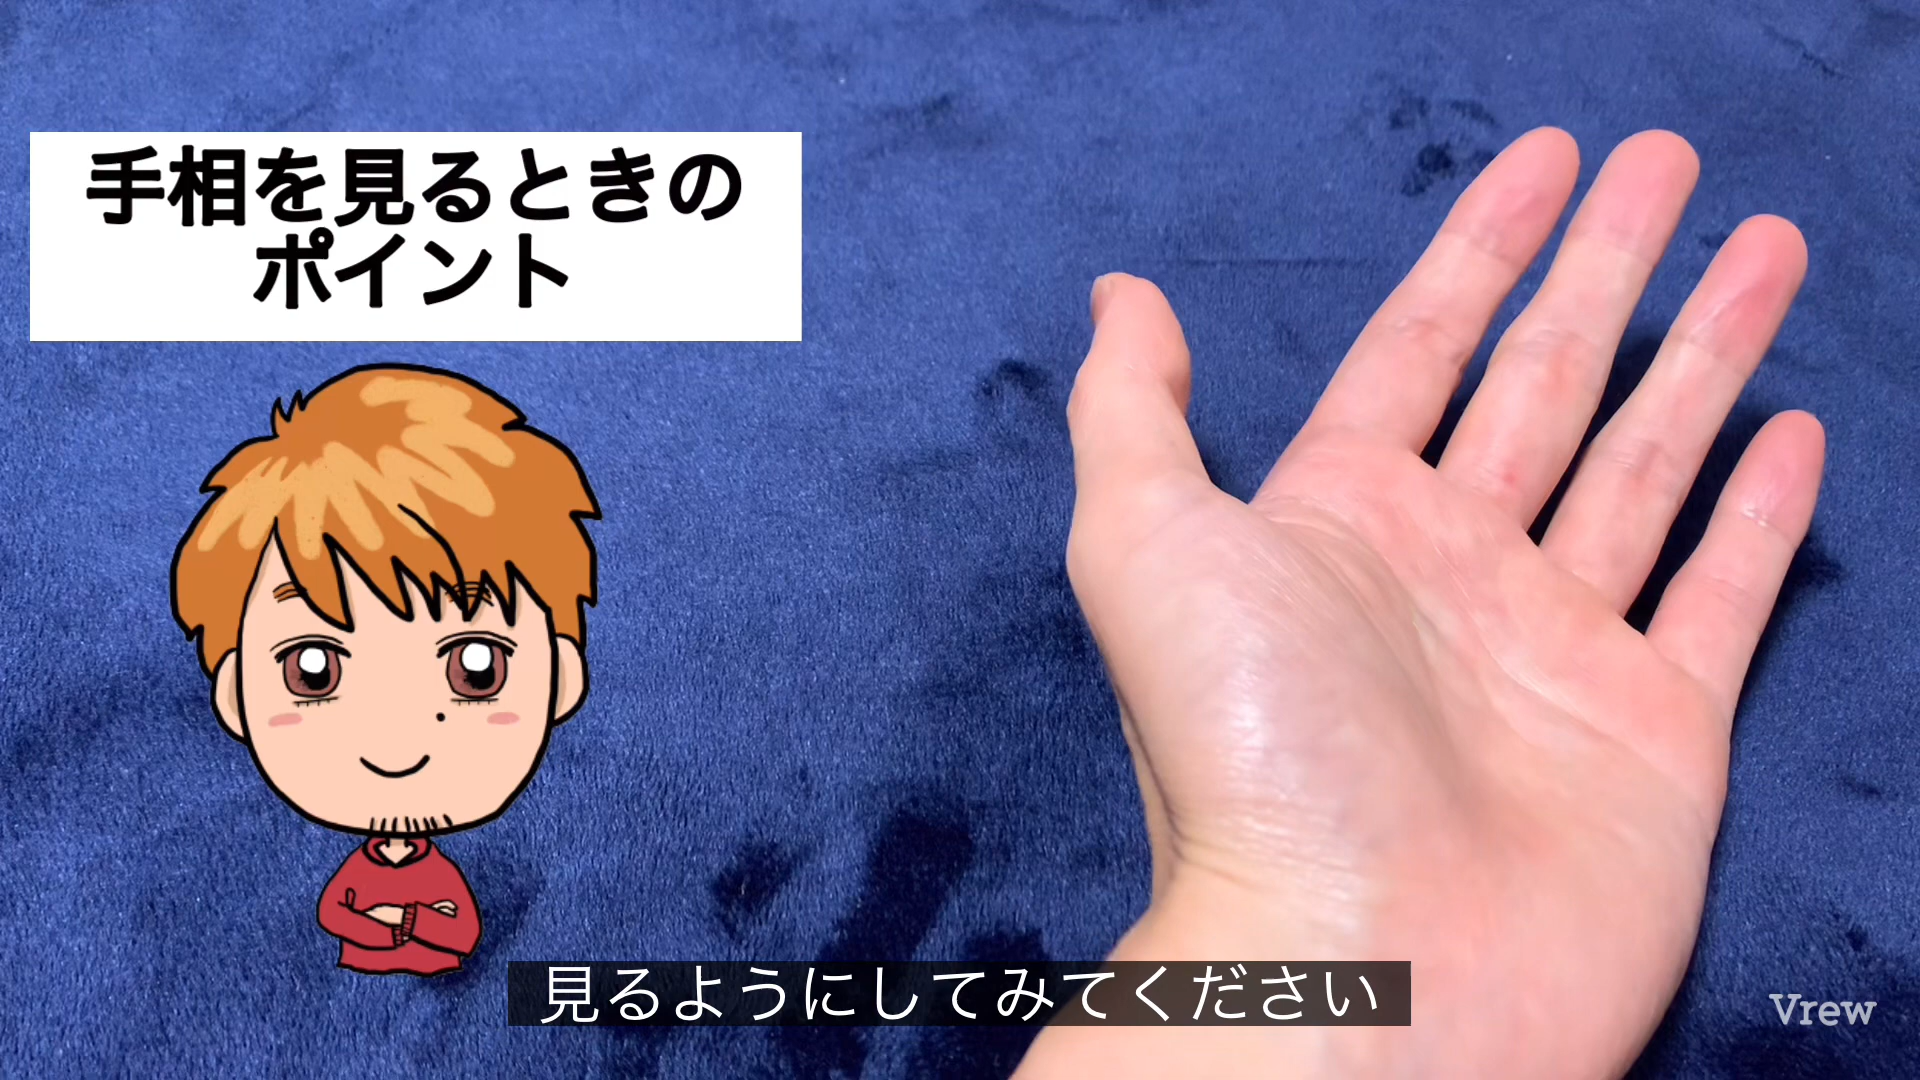 手相を見るときの
ポイント
見るようにしてみてください
Vrew